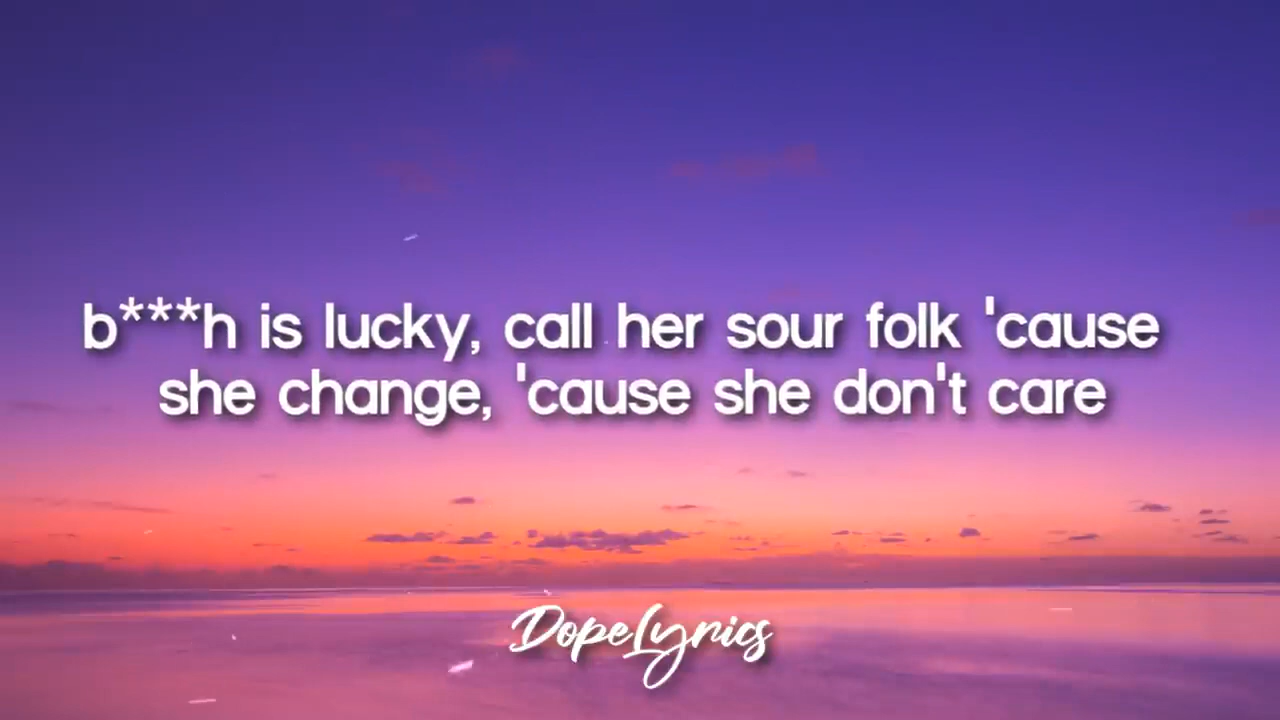 b***h is lucky, call her sour folk 'cause
she change, 'cause she don't care
DopeLyrics